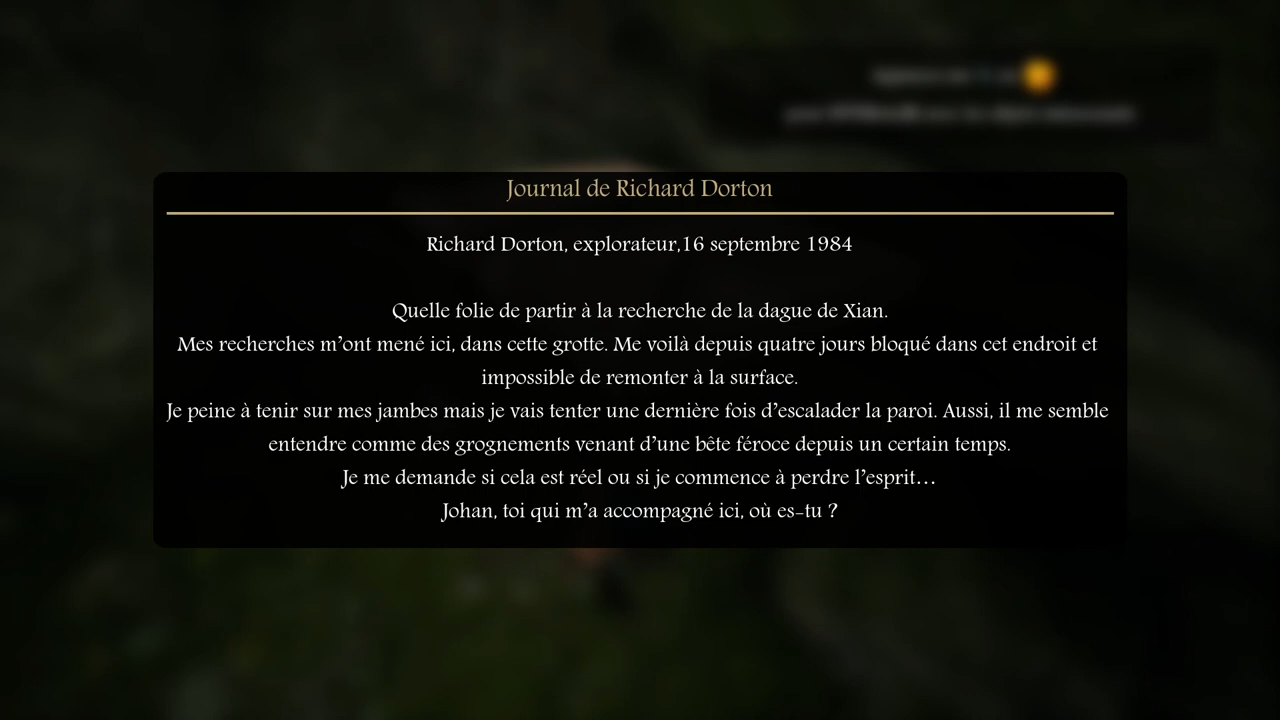 Journal de Richard Dorton
Richard Dorton, explorateur,16 septembre 1984
Quelle folie de partir à la recherche de la dague de Xian.
Mes recherches m'ont mené ici, dans cette grotte. Me voilà depuis quatre jours bloqué dans cet endroit et
impossible de remonter à la surface.
Je peine à tenir sur mes jambes mais je vais tenter une dernière fois d'escalader la paroi. Aussi, il me semble
entendre comme des grognements venant d'une bête féroce depuis un certain temps.
Je me demande si cela est réel ou si je commence à perdre l'esprit…
Johan, toi qui m'a accompagné ici, où es-tu ?